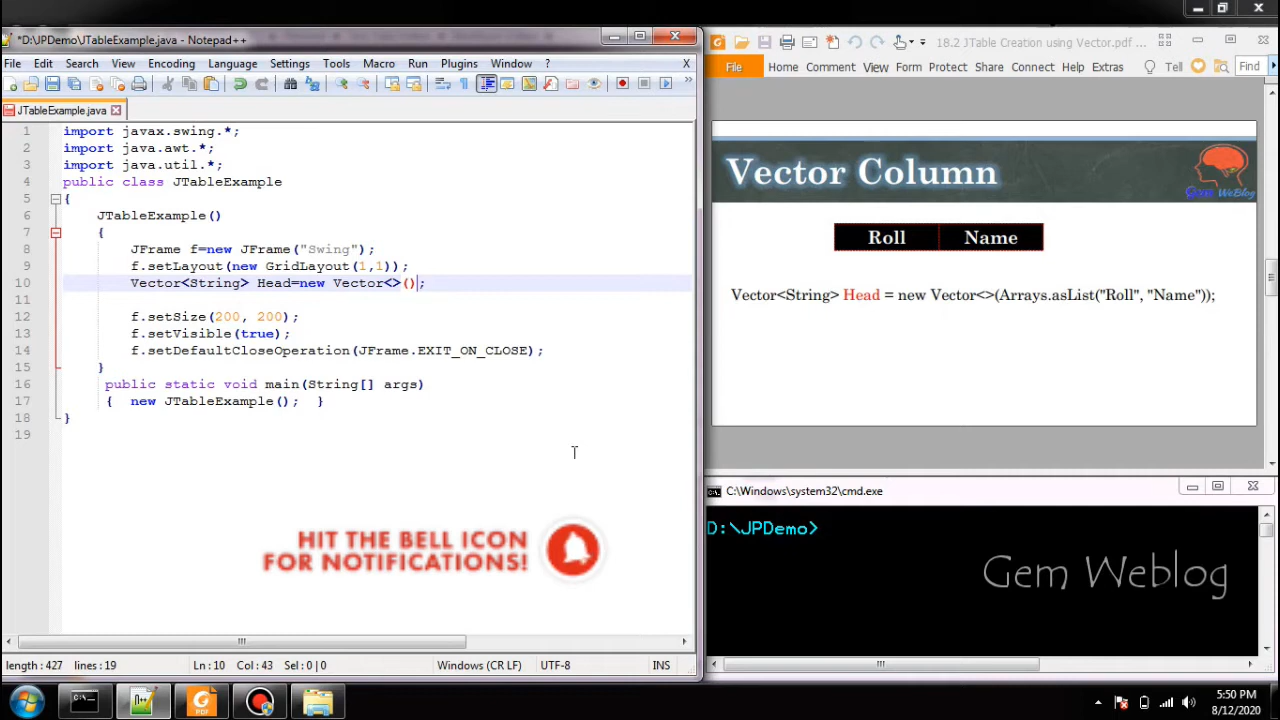 *D:\JPDemo\JTableExample.java - Notepad++
File Edit Search View Encoding Language Settings Tools Macro Run Plugins Window ? X
JTableExample.java
1 import javax.swing.*;
2 import java.awt.*;
3 import java.util.*;
4 public class JTableExample
5 {
6 JTableExample()
7 {
8 JFrame f=new JFrame("Swing");
9 f.setLayout(new GridLayout(1,1));
10 Vector<String> Head=new Vector<>();
11
12 f.setSize(200, 200);
13 f.setVisible(true);
14 f.setDefaultCloseOperation(JFrame.EXIT_ON_CLOSE);
15 }
16 public static void main(String[] args)
17 { new JTableExample(); }
18 }
19
HIT THE BELL ICON
FOR NOTIFICATIONS!
length: 427 lines: 19 Ln: 10 Col: 43 Sel: 0 | 0 Windows (CR LF) UTF-8 INS
18.2 JTable Creation using Vector.pdf ...
File Home Comment View Form Protect Share Connect Extras Tell Find
Vector Column
Gem WeBlog
Roll Name
Vector<String> Head = new Vector<>(Arrays.asList("Roll", "Name"));
C:\Windows\system32\cmd.exe
D:\JPDemo>
Gem Weblog
5:50 PM
8/12/2020